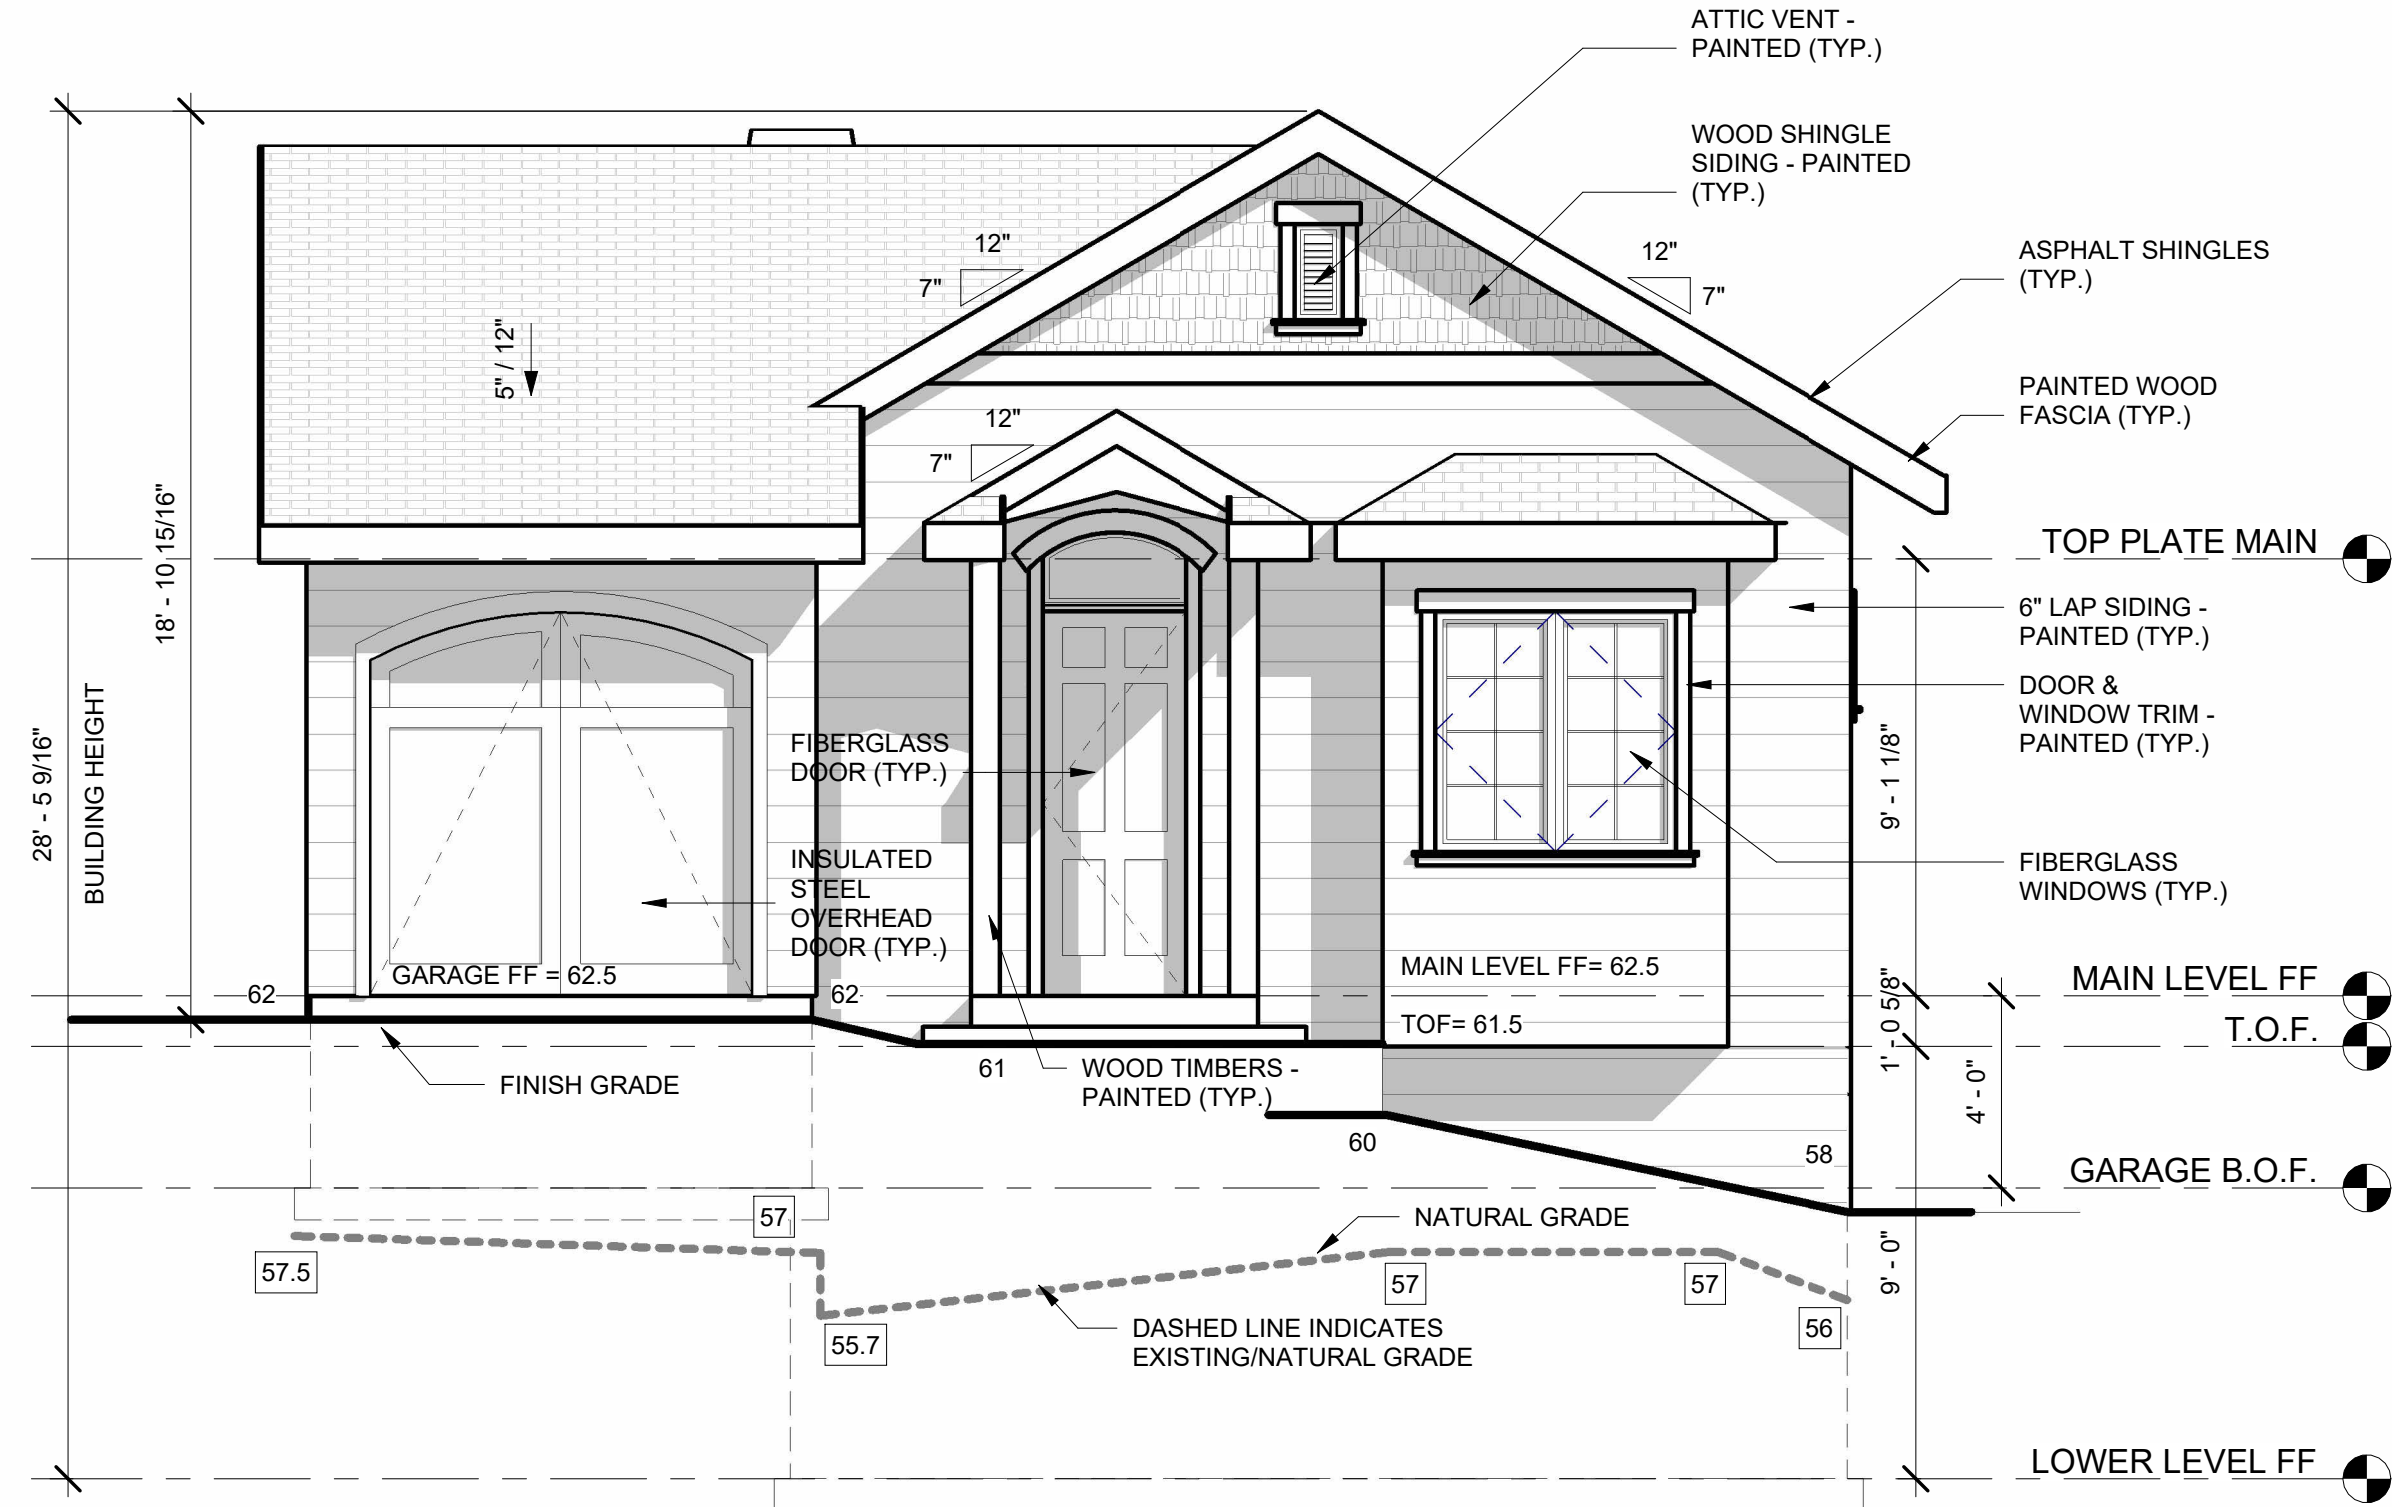 ATTIC VENT -
PAINTED (TYP.)
WOOD SHINGLE
SIDING - PAINTED
(TYP.)
12"
7"
12"
7"
ASPHALT SHINGLES
(TYP.)
5" / 12"
PAINTED WOOD
FASCIA (TYP.)
12"
7"
18' - 10 15/16"
TOP PLATE MAIN
6" LAP SIDING -
PAINTED (TYP.)
DOOR &
WINDOW TRIM -
PAINTED (TYP.)
28' - 5 9/16"
BUILDING HEIGHT
FIBERGLASS
DOOR (TYP.)
9' - 1 1/8"
INSULATED
STEEL
OVERHEAD
DOOR (TYP.)
FIBERGLASS
WINDOWS (TYP.)
GARAGE FF = 62.5
MAIN LEVEL FF= 62.5
MAIN LEVEL FF
62
62
TOF= 61.5
1' - 0 5/8"
T.O.F.
61
WOOD TIMBERS -
PAINTED (TYP.)
FINISH GRADE
4' - 0"
60
58
GARAGE B.O.F.
57
NATURAL GRADE
57.5
57
57
9' - 0"
55.7
DASHED LINE INDICATES
EXISTING/NATURAL GRADE
56
LOWER LEVEL FF